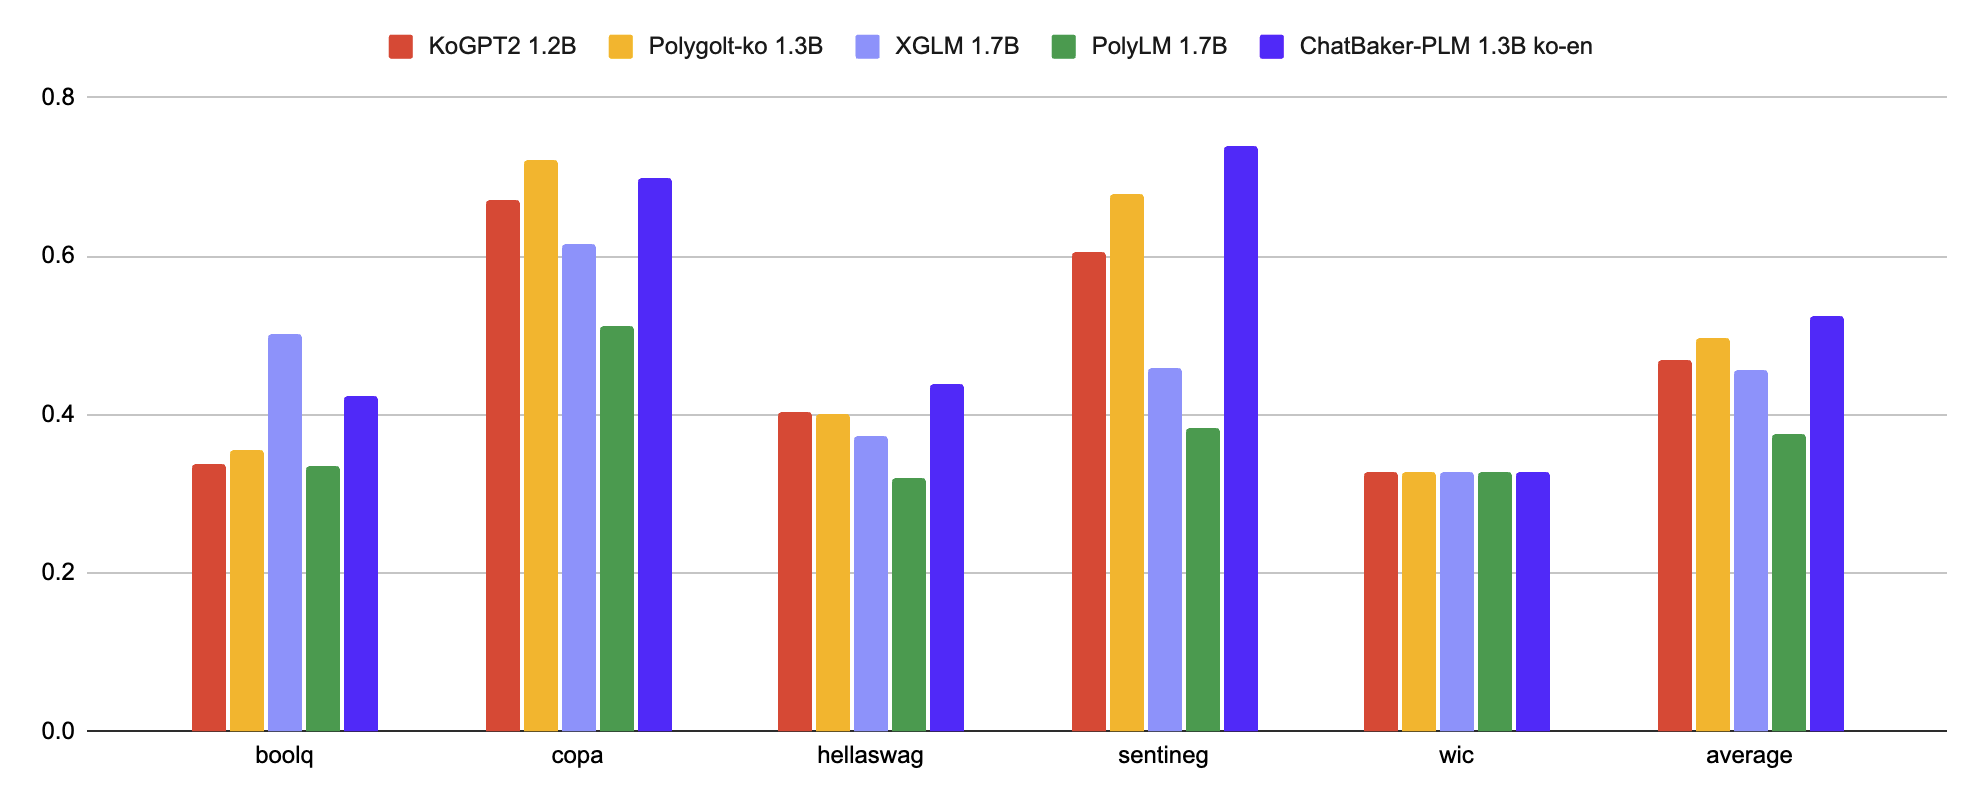 KoGPT2 1.2B Polygolt-ko 1.3B XGLM 1.7B PolyLM 1.7B ChatBaker-PLM 1.3B ko-en
0.8
0.6
0.4
0.2
0.0
boolq copa hellaswag sentineg wic average